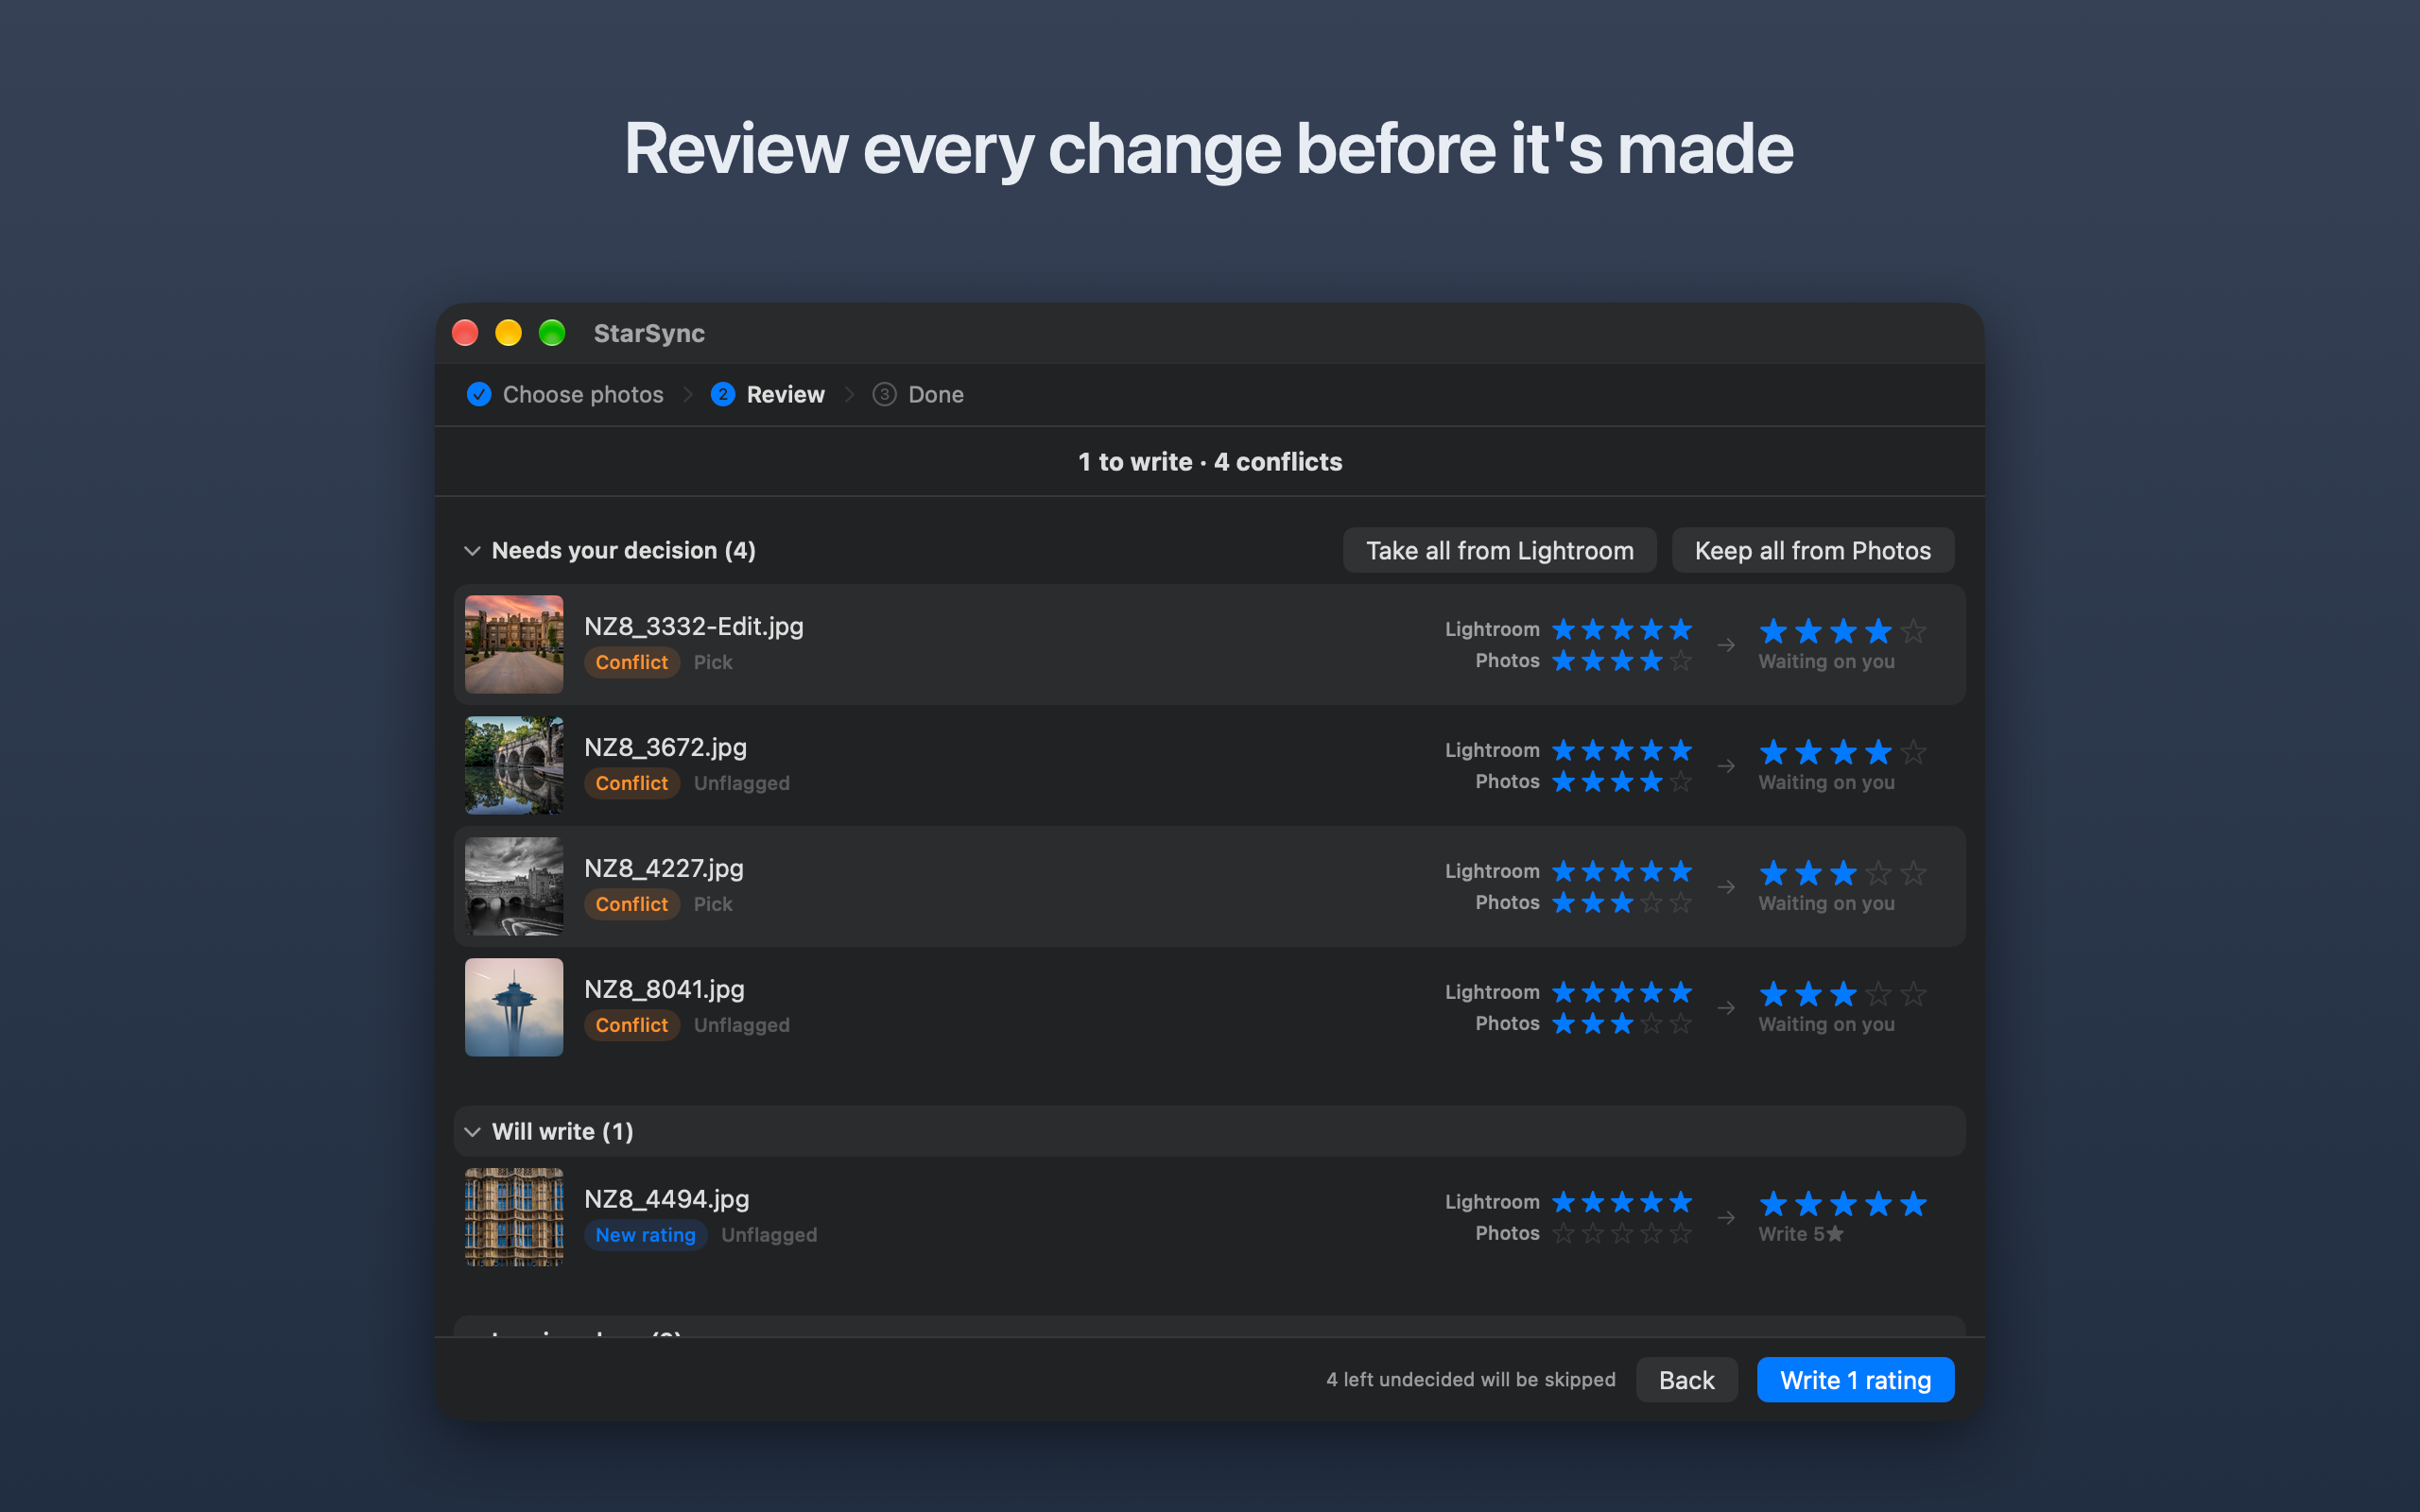 Review every change before it's made
StarSync
Choose photos
2 Review
3 Done
1 to write · 4 conflicts
Needs your decision (4)
Take all from Lightroom
Keep all from Photos
NZ8_3332-Edit.jpg
Conflict Pick
Lightroom ★★★★★
Photos ★★★★☆
→ ★★★★☆
Waiting on you
NZ8_3672.jpg
Conflict Unflagged
Lightroom ★★★★★
Photos ★★★★☆
→ ★★★★☆
Waiting on you
NZ8_4227.jpg
Conflict Pick
Lightroom ★★★★★
Photos ★★★☆☆
→ ★★★☆☆
Waiting on you
NZ8_8041.jpg
Conflict Unflagged
Lightroom ★★★★★
Photos ★★★☆☆
→ ★★★☆☆
Waiting on you
Will write (1)
NZ8_4494.jpg
New rating Unflagged
Lightroom ★★★★★
Photos ☆☆☆☆☆
→ ★★★★★
Write 5★
4 left undecided will be skipped
Back
Write 1 rating